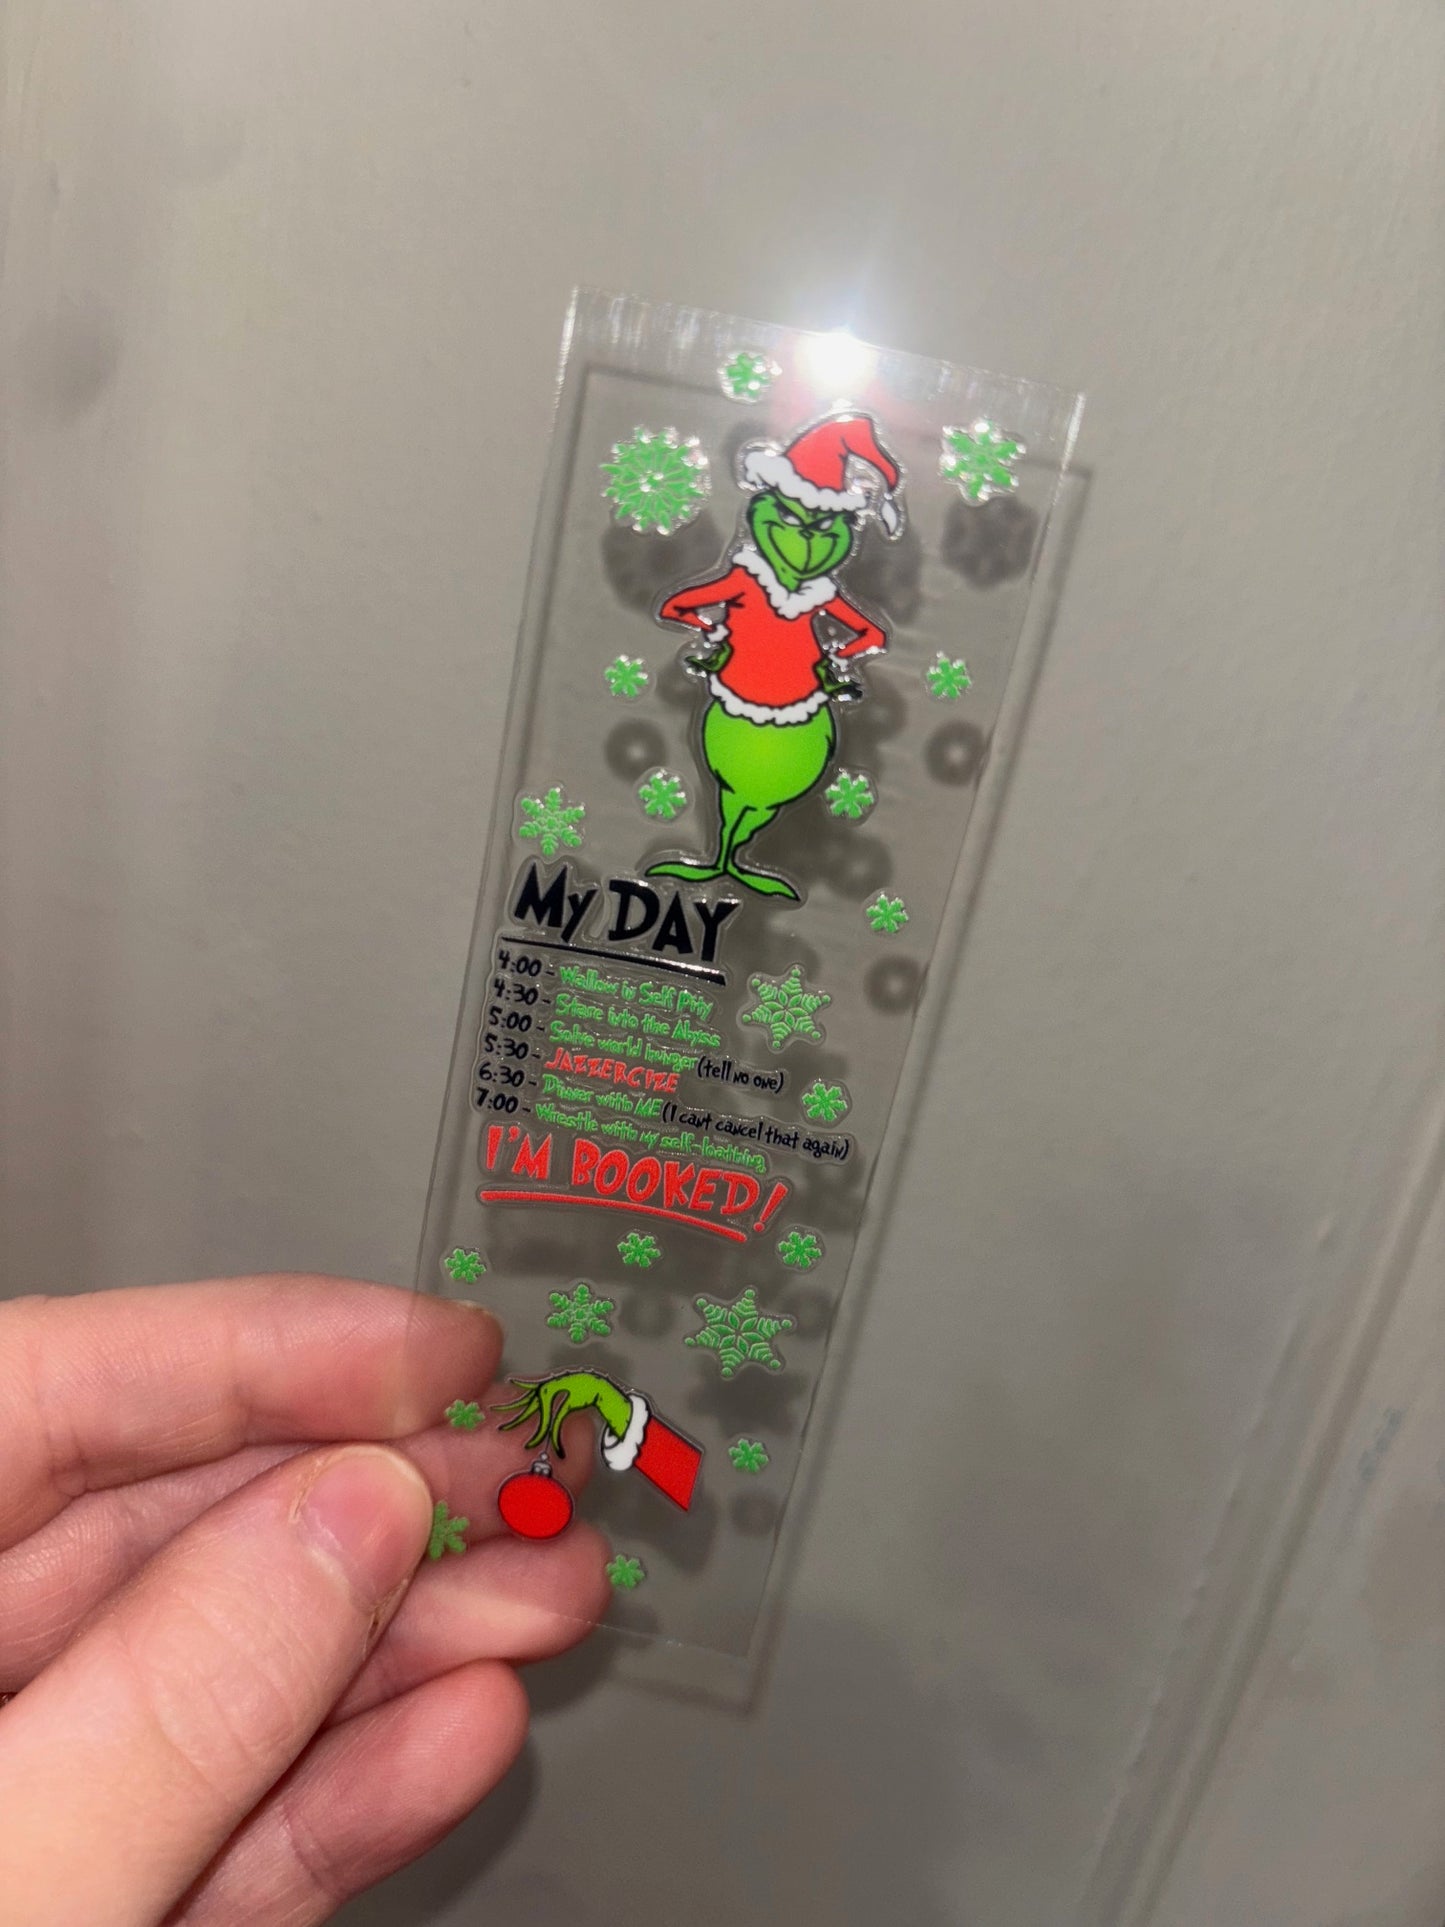 My DAY
4:00 - Wallow in Self Pity
4:30 - Stare into the Abyss
5:00 - Solve world hunger (tell no one)
5:30 - JAZZERCIZE
6:30 - Dinner with ME (I cant cancel that again)
7:00 - Wrestle with my self-loathing
I'M BOOKED!